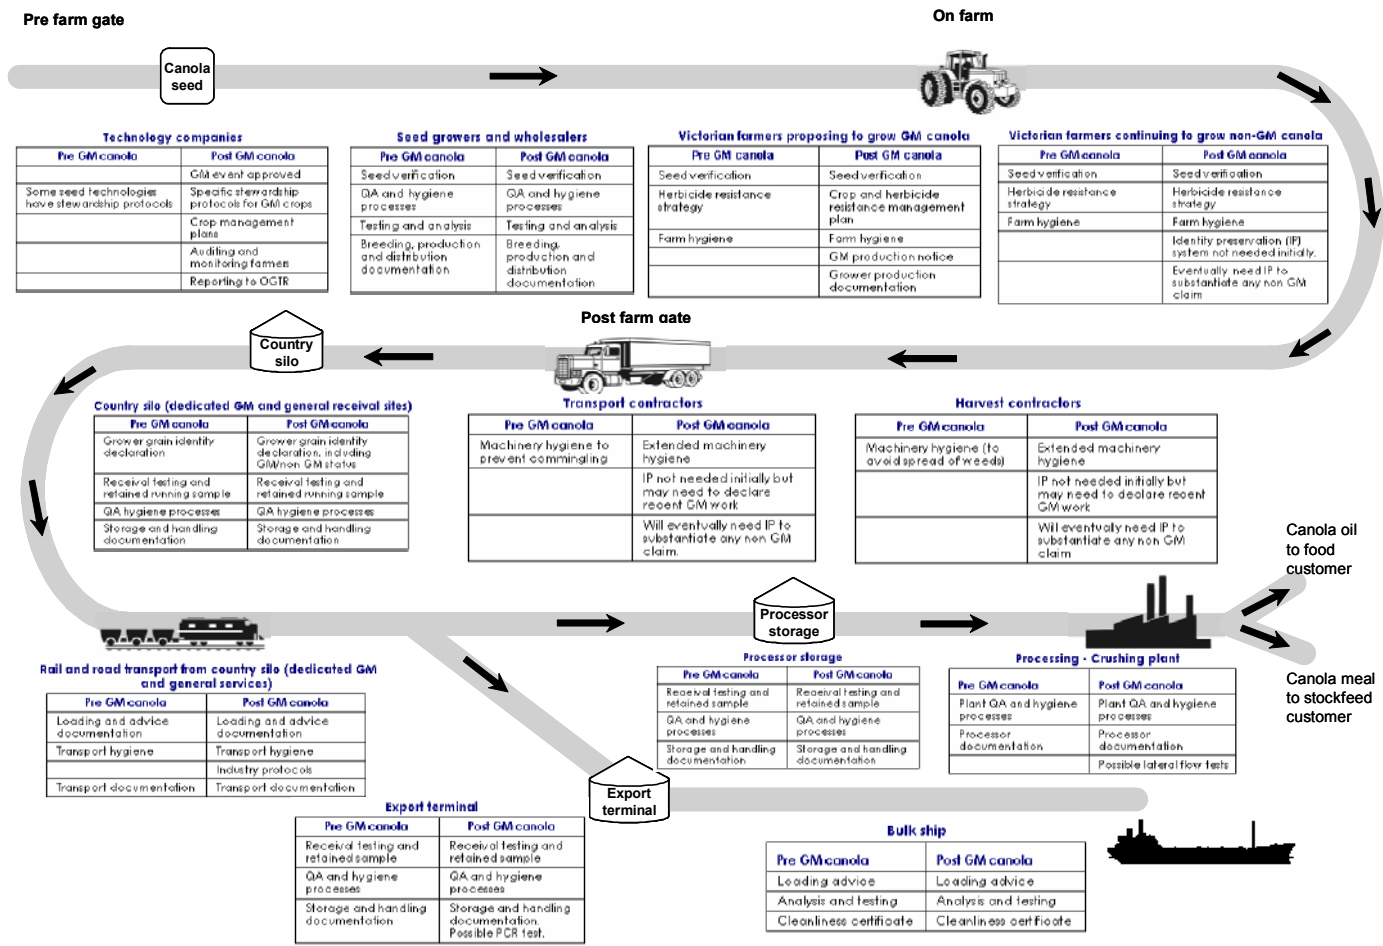 Pre farm gate
On farm
Canola
seed
Technology companies
Pre GM canola
Post GM canola
GM event approved
Some seed technologies
have stewardship protocols
Specific stewardship
protocols for GM crops
Crop management
plans
Auditing and
monitoring farmers
Reporting to OGTR
Seed growers and wholesalers
Pre GM canola
Post GM canola
Seed verification
Seed verification
QA and hygiene
processes
QA and hygiene
processes
Testing and analysis
Testing and analysis
Breeding, production
and distribution
documentation
Breeding,
production and
distribution
documentation
Victorian farmers proposing to grow GM canola
Pre GM canola
Post GM canola
Seed verification
Seed verification
Herbicide resistance
strategy
Crop and herbicide
resistance management
plan
Farm hygiene
Farm hygiene
GM production notice
Grower production
documentation
Victorian farmers continuing to grow non-GM canola
Pre GM canola
Post GM canola
Seed verification
Seed verification
Herbicide resistance
strategy
Herbicide resistance
strategy
Farm hygiene
Farm hygiene
Identity preservation (IP)
system not needed initially.
Eventually need IP to
substantiate any non GM
claim
Post farm gate
Country
silo
Country silo (dedicated GM and general receival sites)
Pre GM canola
Post GM canola
Grower grain identity
declaration
Grower grain identity
declaration, including
GM/non GM status
Receival testing and
retained running sample
Receival testing and
retained running sample
QA hygiene processes
QA hygiene processes
Storage and handling
documentation
Storage and handling
documentation
Transport contractors
Pre GM canola
Post GM canola
Machinery hygiene to
prevent commingling
Extended machinery
hygiene
IP not needed initially but
may need to declare
recent GM work
Will eventually need IP to
substantiate any non GM
claim.
Harvest contractors
Pre GM canola
Post GM canola
Machinery hygiene (to
avoid spread of weeds)
Extended machinery
hygiene
IP not needed initially but
may need to declare recent
GM work
Will eventually need IP to
substantiate any non GM
claim
Canola oil
to food
customer
Processor
storage
Canola meal
to stockfeed
customer
Rail and road transport from country silo (dedicated GM
and general services)
Pre GM canola
Post GM canola
Loading and advice
documentation
Loading and advice
documentation
Transport hygiene
Transport hygiene
Industry protocols
Transport documentation
Transport documentation
Processor storage
Pre GM canola
Post GM canola
Receival testing and
retained sample
Receival testing and
retained sample
QA and hygiene
processes
QA and hygiene
processes
Storage and handling
documentation
Storage and handling
documentation
Processing - Crushing plant
Pre GM canola
Post GM canola
Plant QA and hygiene
processes
Plant QA and hygiene
processes
Processor
documentation
Processor
documentation
Possible lateral flow tests
Export
terminal
Export terminal
Pre GM canola
Post GM canola
Receival testing and
retained sample
Receival testing and
retained sample
QA and hygiene
processes
QA and hygiene
processes
Storage and handling
documentation
Storage and handling
documentation.
Possible PCR test.
Bulk ship
Pre GM canola
Post GM canola
Loading advice
Loading advice
Analysis and testing
Analysis and testing
Cleanliness certificate
Cleanliness certificate